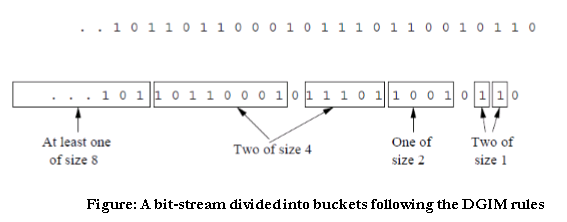 . . 1 0 1 1 0 1 1 0 0 0 1 0 1 1 1 0 1 1 0 0 1 0 1 1 0
. . . 1 0 1 1 0 1 1 0 0 0 1 0 1 1 1 0 1 1 0 0 1 0 1 1 0
At least one
of size 8
Two of size 4
One of
size 2
Two of
size 1
Figure: A bit-stream divided into buckets following the DGIM rules